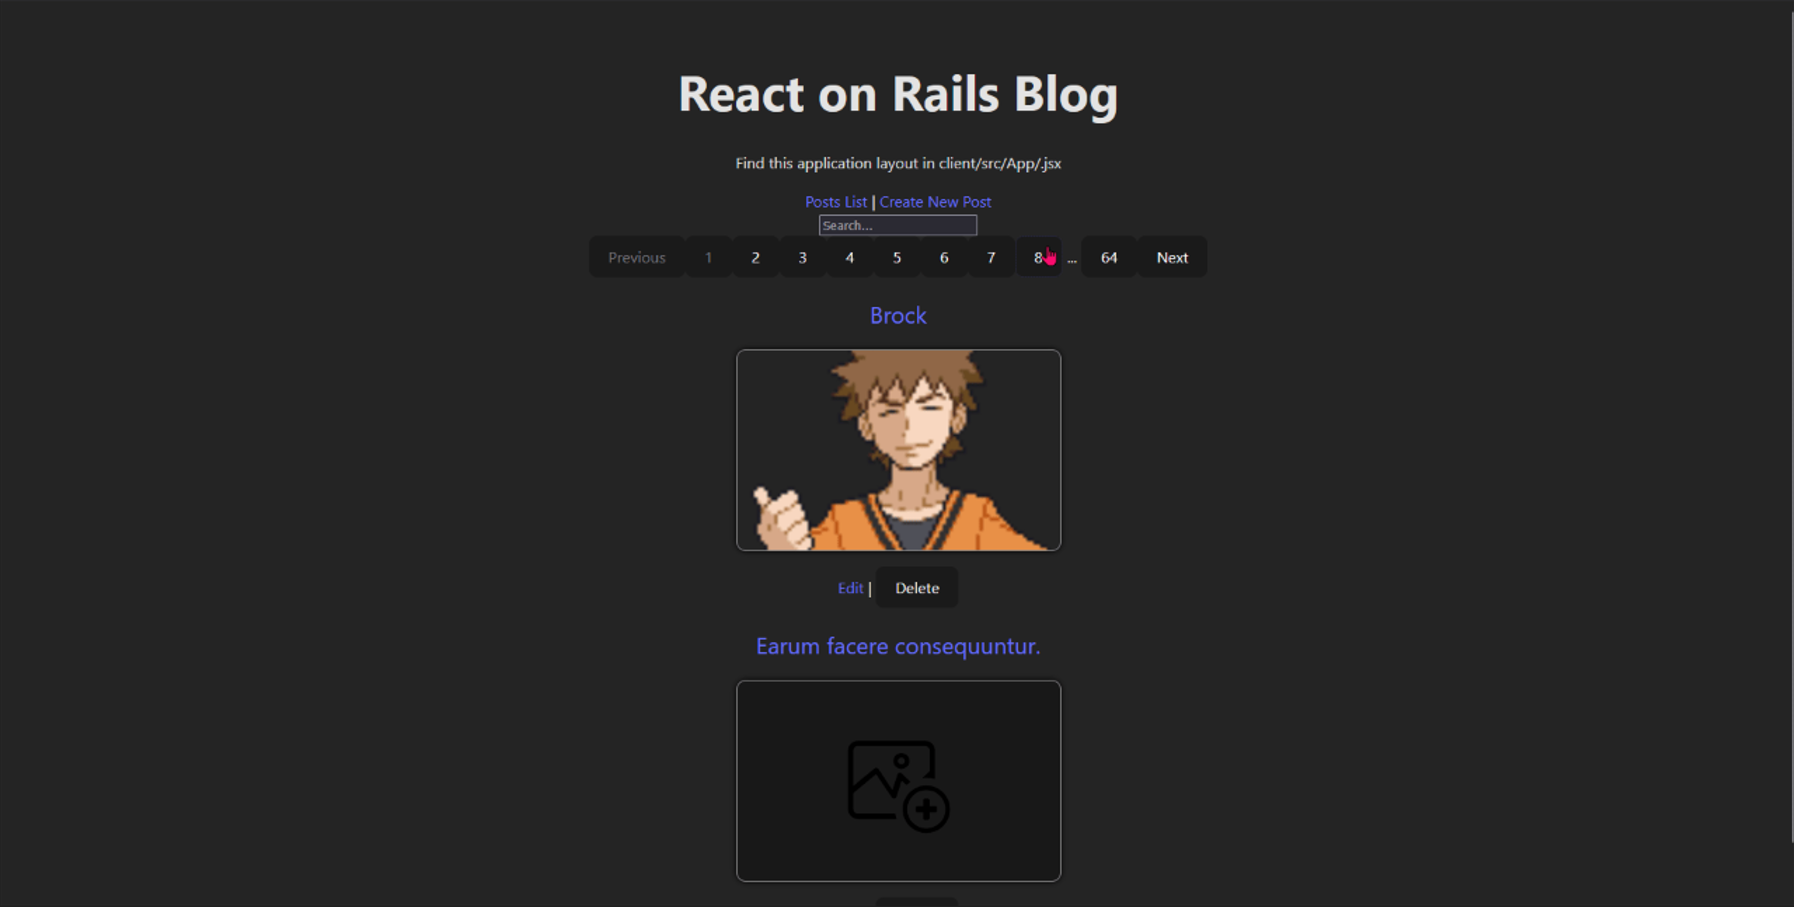 React on Rails Blog
Find this application layout in client/src/App/.jsx
Posts List | Create New Post
Search...
Previous 1 2 3 4 5 6 7 8 ... 64 Next
Brock
Edit | Delete
Earum facere consequuntur.